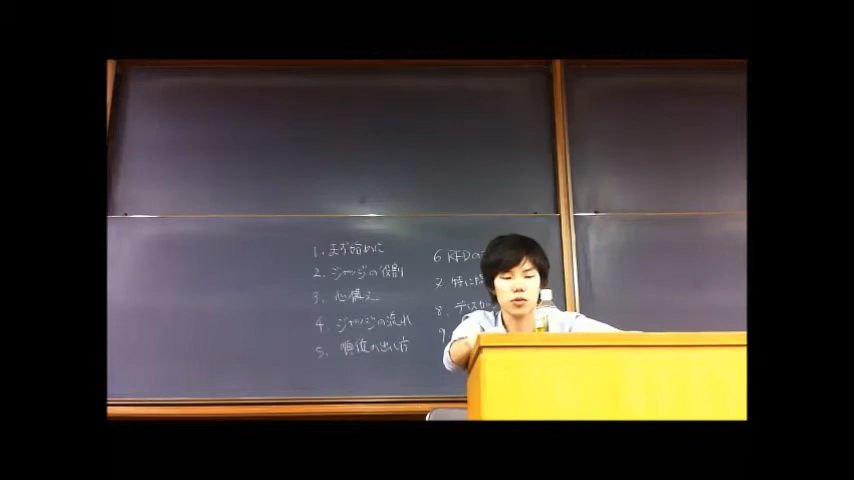 1. まず始めに
2. ジャッジの役割
3. 心構え
4. ジャッジの流れ
5. 順位の出し方
6 RFDの
7 特に
8. ディスカ
9